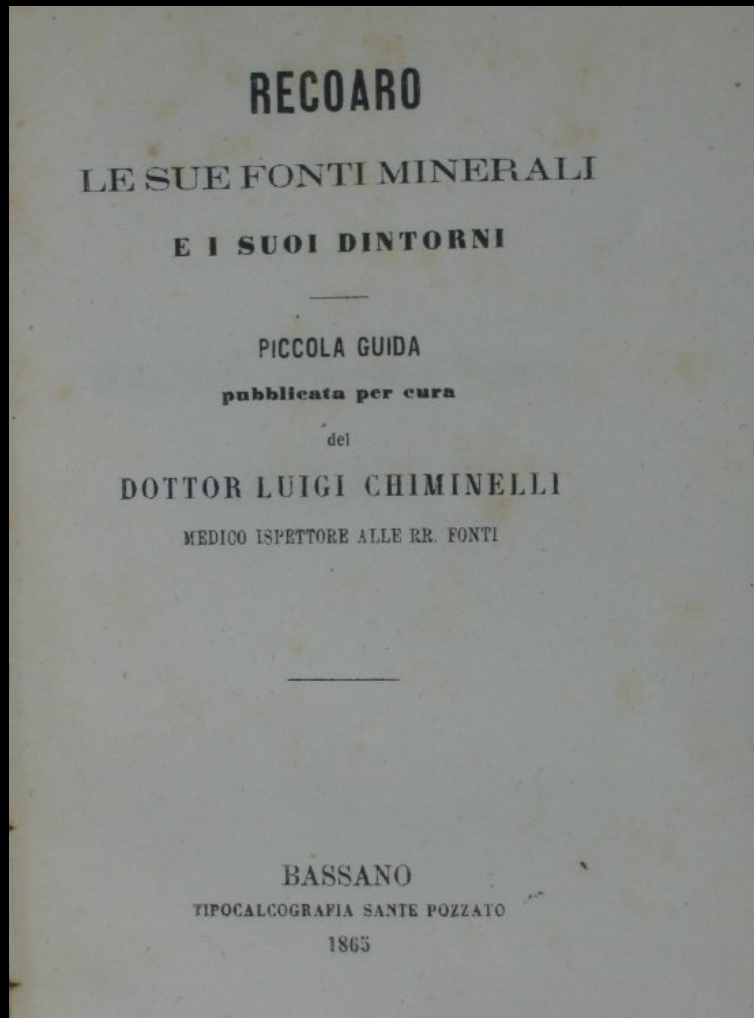 RECOARO
LE SUE FONTI MINERALI
E I SUOI DINTORNI
PICCOLA GUIDA
pubblicata per cura
del
DOTTOR LUIGI CHIMINELLI
MEDICO ISPETTORE ALLE RR. FONTI
BASSANO
TIPOCALCOGRAFIA SANTE POZZATO
1865